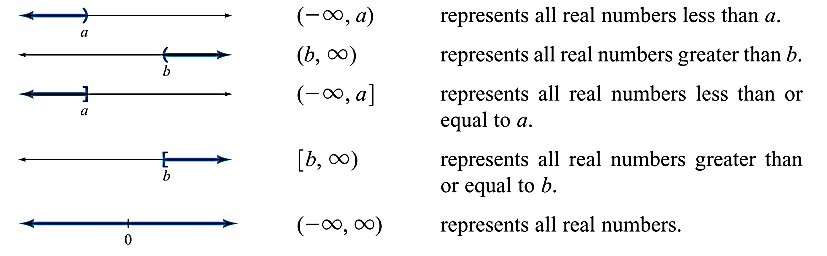 (−∞, a) represents all real numbers less than a.
a
(b, ∞) represents all real numbers greater than b.
b
(−∞, a] represents all real numbers less than or
a
equal to a.
[b, ∞) represents all real numbers greater than
b
or equal to b.
(−∞, ∞) represents all real numbers.
0